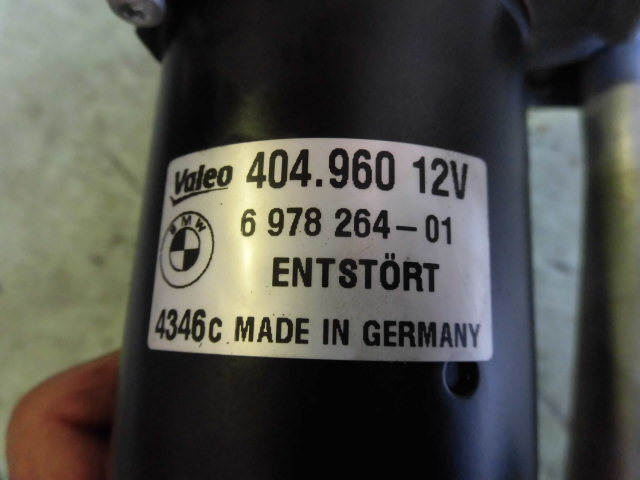 Valeo 404.960 12V
BMW 6 978 264-01
ENTSTÖRT
4346C MADE IN GERMANY